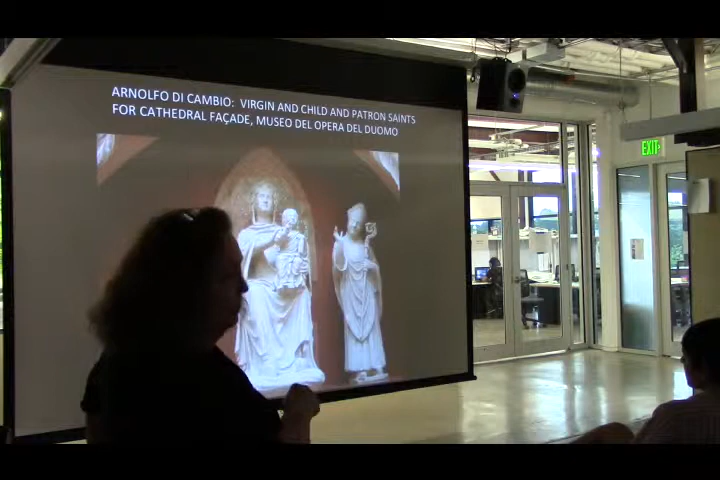 ARNOLFO DI CAMBIO: VIRGIN AND CHILD AND PATRON SAINTS
FOR CATHEDRAL FAÇADE, MUSEO DEL OPERA DEL DUOMO
EXIT